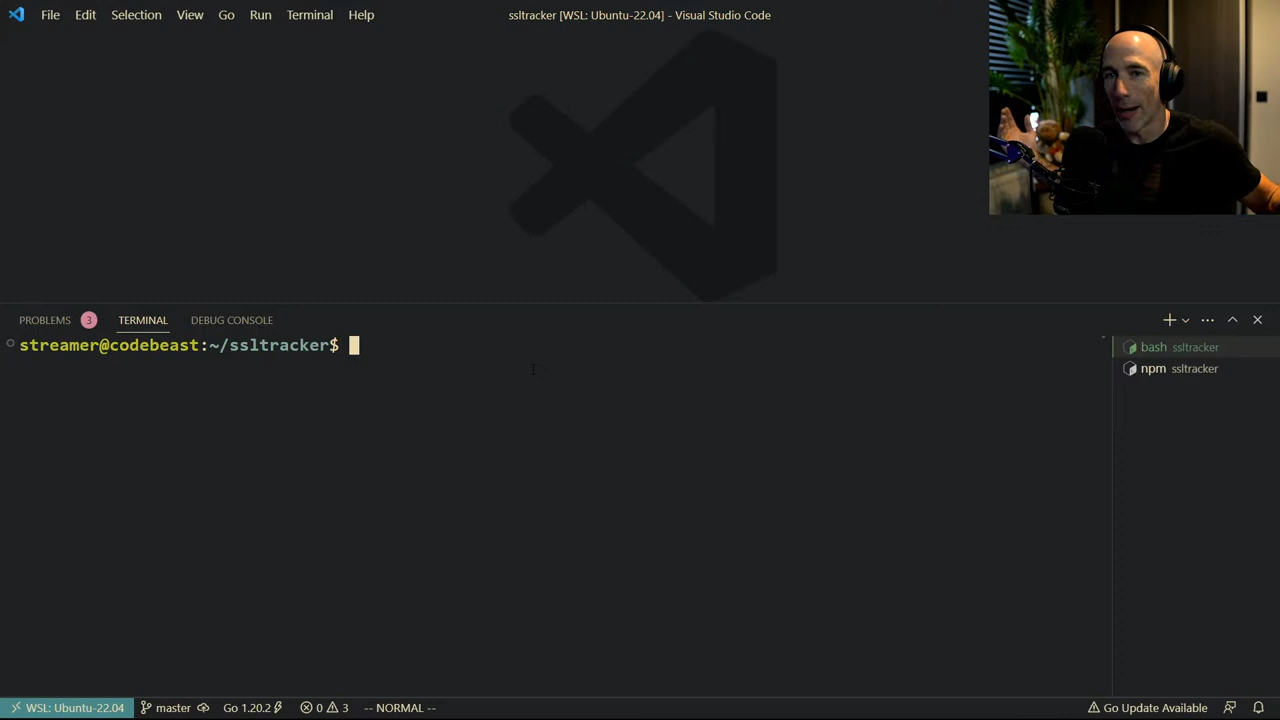 File Edit Selection View Go Run Terminal Help ssltracker [WSL: Ubuntu-22.04] - Visual Studio Code
PROBLEMS 3 TERMINAL DEBUG CONSOLE
streamer@codebeast:~/ssltracker$
bash ssltracker
npm ssltracker
WSL: Ubuntu-22.04 master Go 1.20.2 0 3 -- NORMAL -- Go Update Available